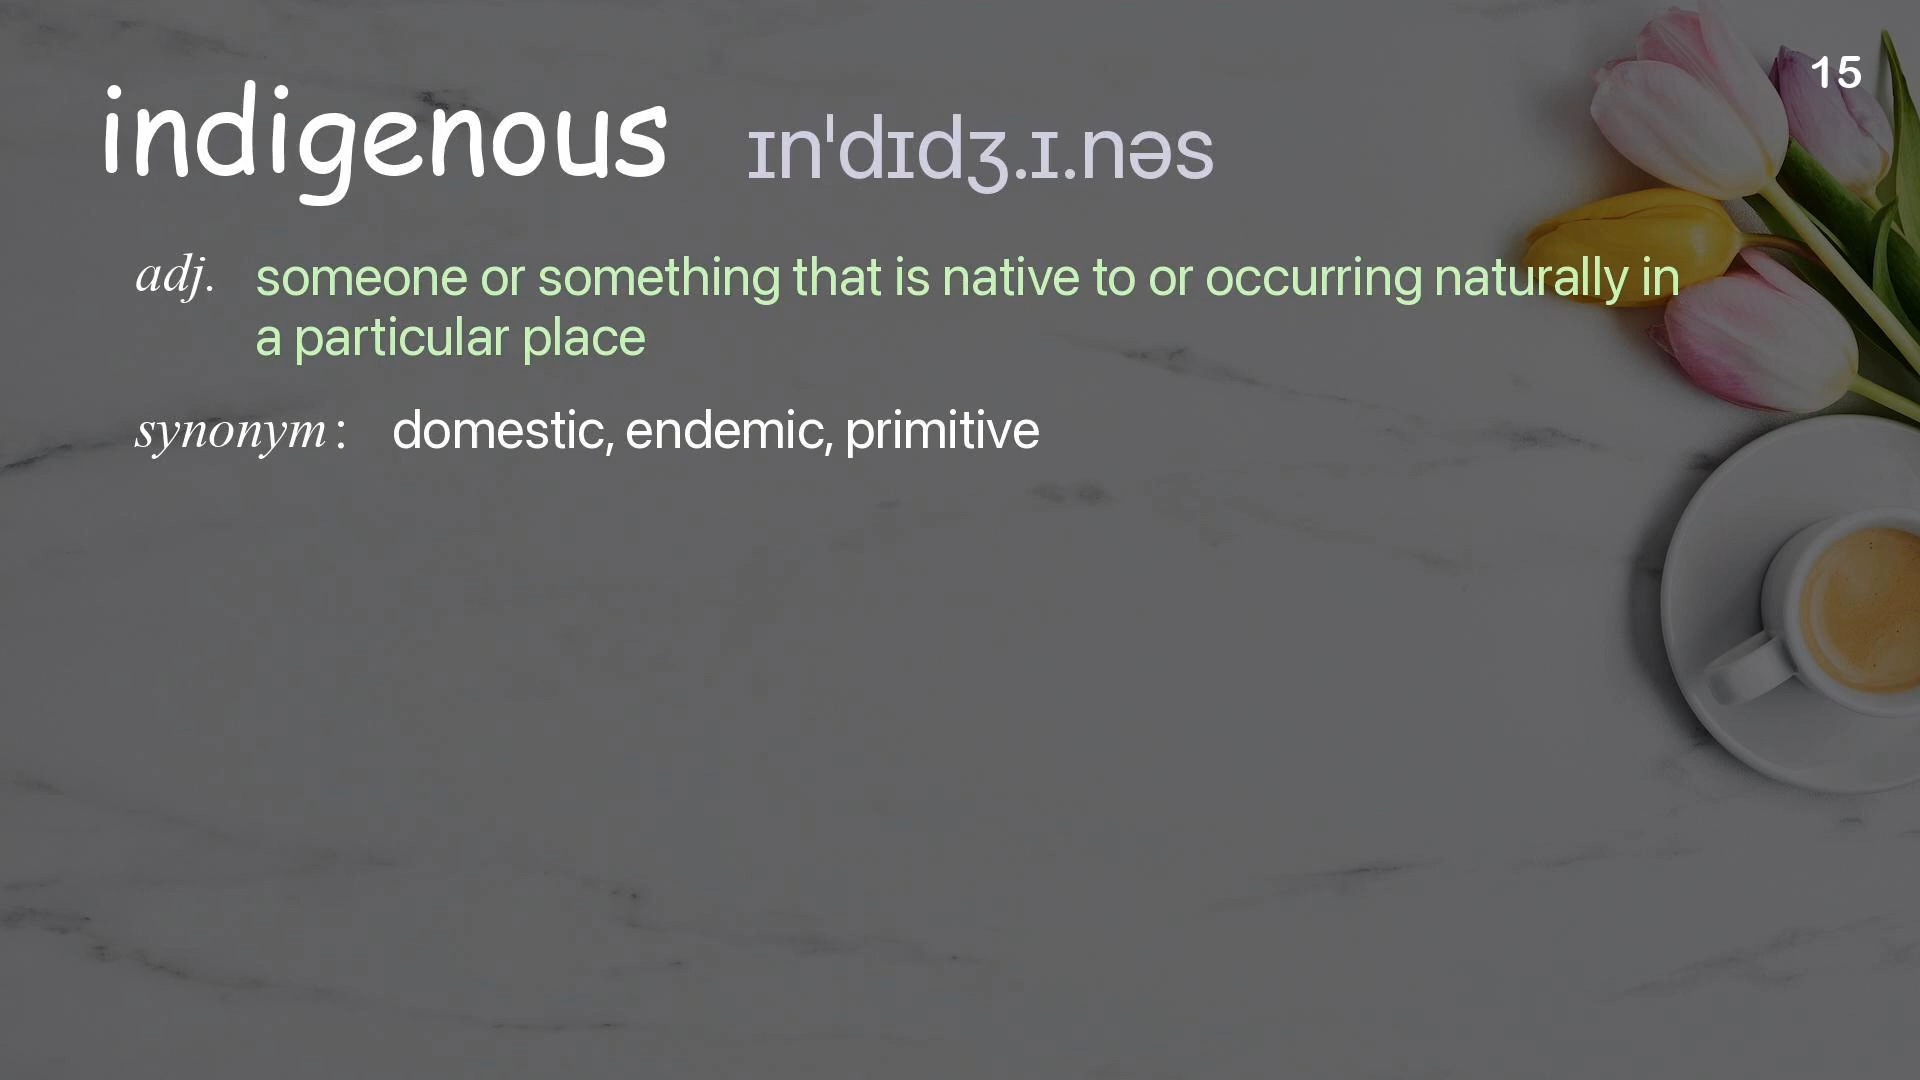 15
indigenous ɪnˈdɪdʒ.ɪ.nəs
adj. someone or something that is native to or occurring naturally in
a particular place
synonym: domestic, endemic, primitive